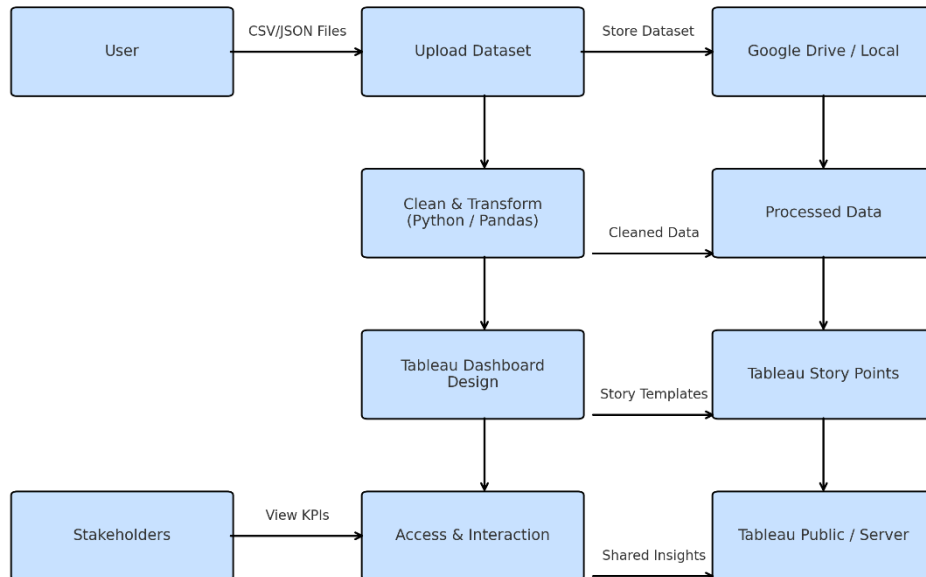 User
CSV/JSON Files
Upload Dataset
Store Dataset
Google Drive / Local
Clean & Transform
(Python / Pandas)
Cleaned Data
Processed Data
Tableau Dashboard
Design
Story Templates
Tableau Story Points
Stakeholders
View KPIs
Access & Interaction
Shared Insights
Tableau Public / Server